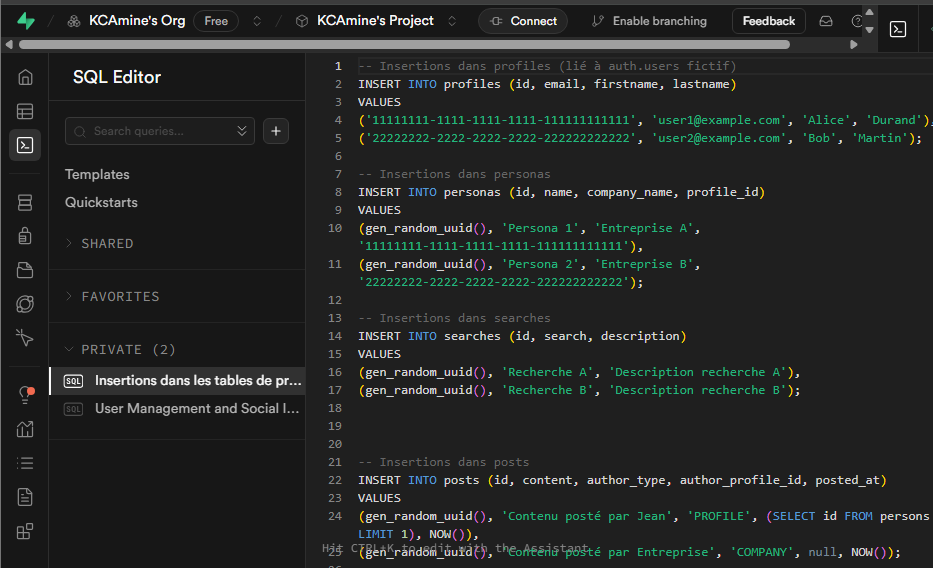 KCAmine's Org Free KCAmine's Project Connect Enable branching Feedback
SQL Editor
Search queries...
Templates
Quickstarts
SHARED
FAVORITES
PRIVATE (2)
SQL Insertions dans les tables de pr...
SQL User Management and Social I...
1 -- Insertions dans profiles (lié à auth.users fictif)
2 INSERT INTO profiles (id, email, firstname, lastname)
3 VALUES
4 ('11111111-1111-1111-1111-111111111111', 'user1@example.com', 'Alice', 'Durand'),
5 ('22222222-2222-2222-2222-222222222222', 'user2@example.com', 'Bob', 'Martin');
6
7 -- Insertions dans personas
8 INSERT INTO personas (id, name, company_name, profile_id)
9 VALUES
10 (gen_random_uuid(), 'Persona 1', 'Entreprise A',
'11111111-1111-1111-1111-111111111111'),
11 (gen_random_uuid(), 'Persona 2', 'Entreprise B',
'22222222-2222-2222-2222-222222222222');
12
13 -- Insertions dans searches
14 INSERT INTO searches (id, search, description)
15 VALUES
16 (gen_random_uuid(), 'Recherche A', 'Description recherche A'),
17 (gen_random_uuid(), 'Recherche B', 'Description recherche B');
18
19
20
21 -- Insertions dans posts
22 INSERT INTO posts (id, content, author_type, author_profile_id, posted_at)
23 VALUES
24 (gen_random_uuid(), 'Contenu posté par Jean', 'PROFILE', (SELECT id FROM persons
LIMIT 1), NOW()),
Hit CTRL+K to edit with the Assistant
25 (gen_random_uuid(), 'Contenu posté par Entreprise', 'COMPANY', null, NOW());